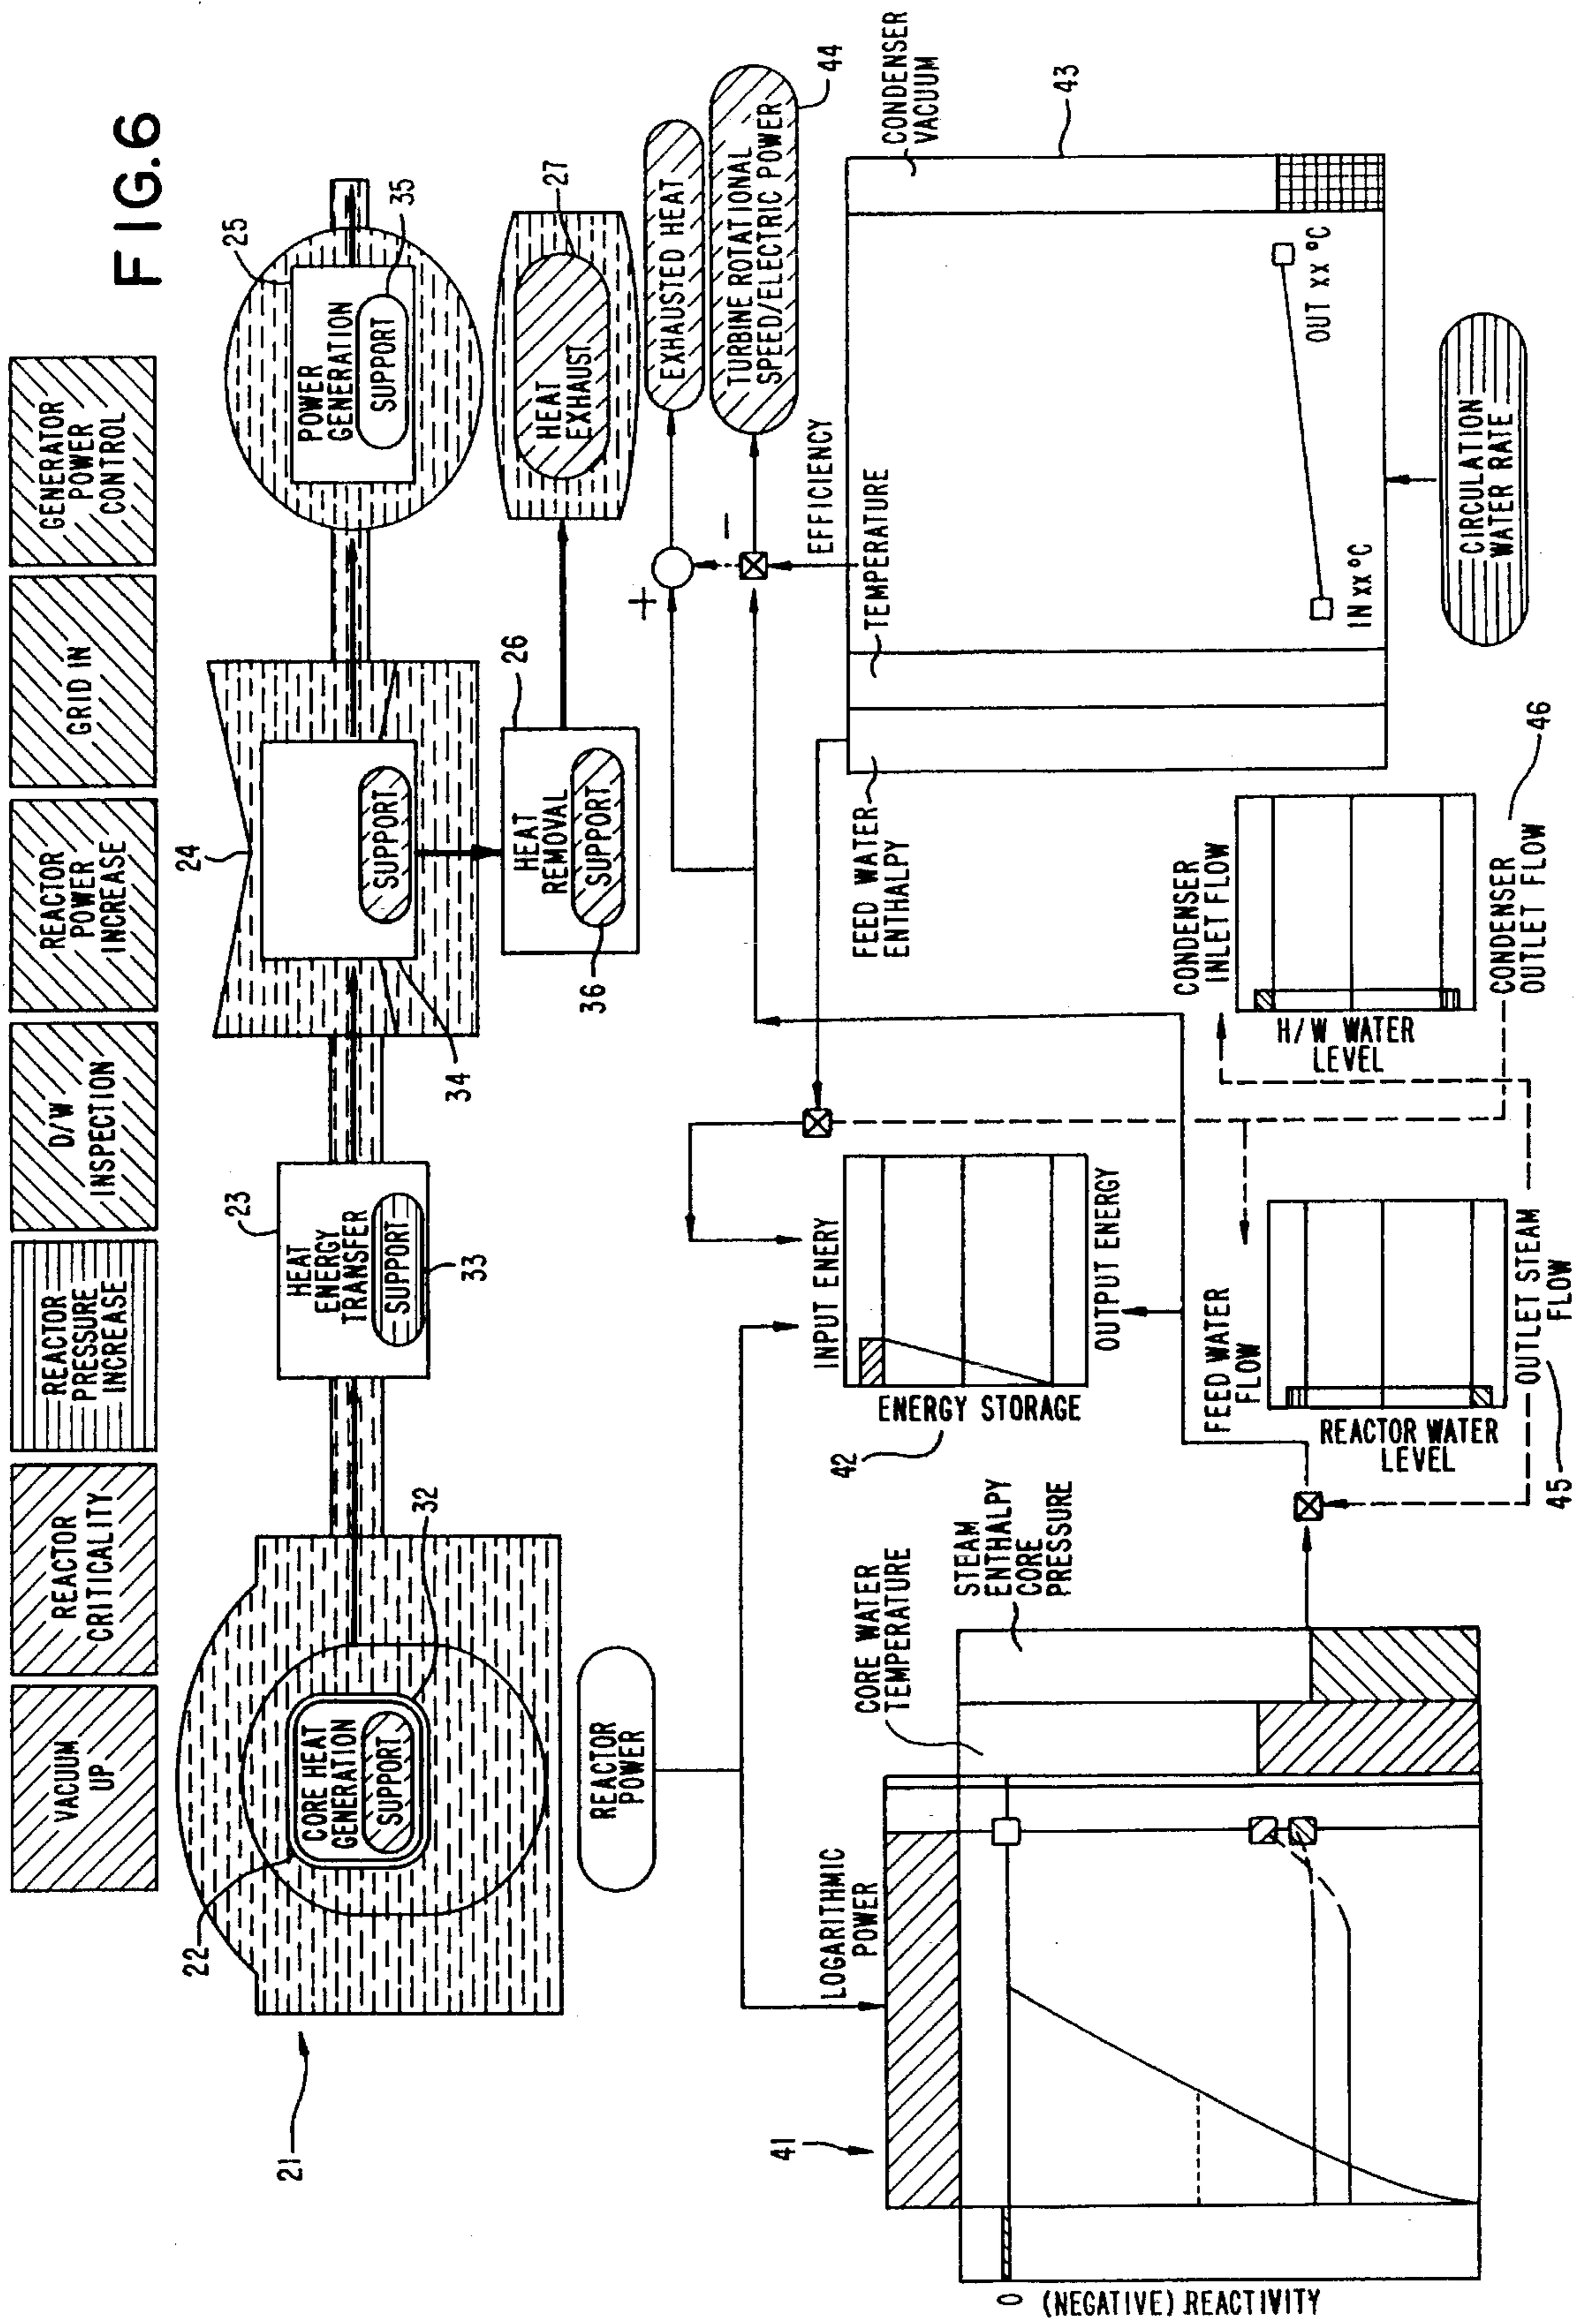 FIG.6
VACUUM
UP
REACTOR
CRITICALITY
REACTOR
PRESSURE
INCREASE
D/W
INSPECTION
REACTOR
POWER
INCREASE
GRID IN
GENERATOR
POWER
CONTROL
21
22
CORE HEAT
GENERATION
SUPPORT
32
23
HEAT
ENERGY
TRANSFER
SUPPORT
33
24
SUPPORT
34
25
POWER
GENERATION
SUPPORT
35
26
HEAT
REMOVAL
SUPPORT
36
HEAT
EXHAUST
27
REACTOR
POWER
EXHAUSTED HEAT
TURBINE ROTATIONAL
SPEED/ELECTRIC POWER
44
+
-
EFFICIENCY
41
LOGARITHMIC
POWER
CORE WATER
TEMPERATURE
STEAM
ENTHALPY
CORE
PRESSURE
0
(NEGATIVE) REACTIVITY
INPUT ENERY
ENERGY STORAGE
42
OUTPUT ENERGY
FEED WATER
FLOW
REACTOR WATER
LEVEL
OUTLET STEAM
FLOW
45
FEED WATER
ENTHALPY
TEMPERATURE
CONDENSER
VACUUM
43
IN XX °C
OUT XX °C
CIRCULATION
WATER RATE
CONDENSER
INLET FLOW
H/W WATER
LEVEL
CONDENSER
OUTLET FLOW
46